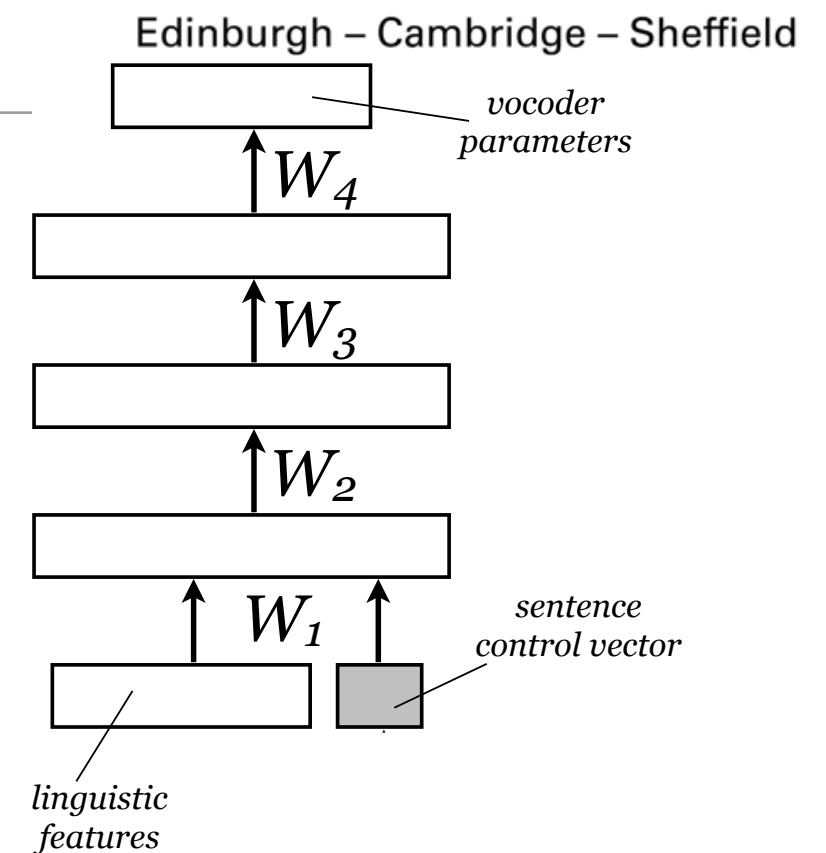 Edinburgh – Cambridge – Sheffield
vocoder
parameters
W4
W3
W2
W1
sentence
control vector
linguistic
features